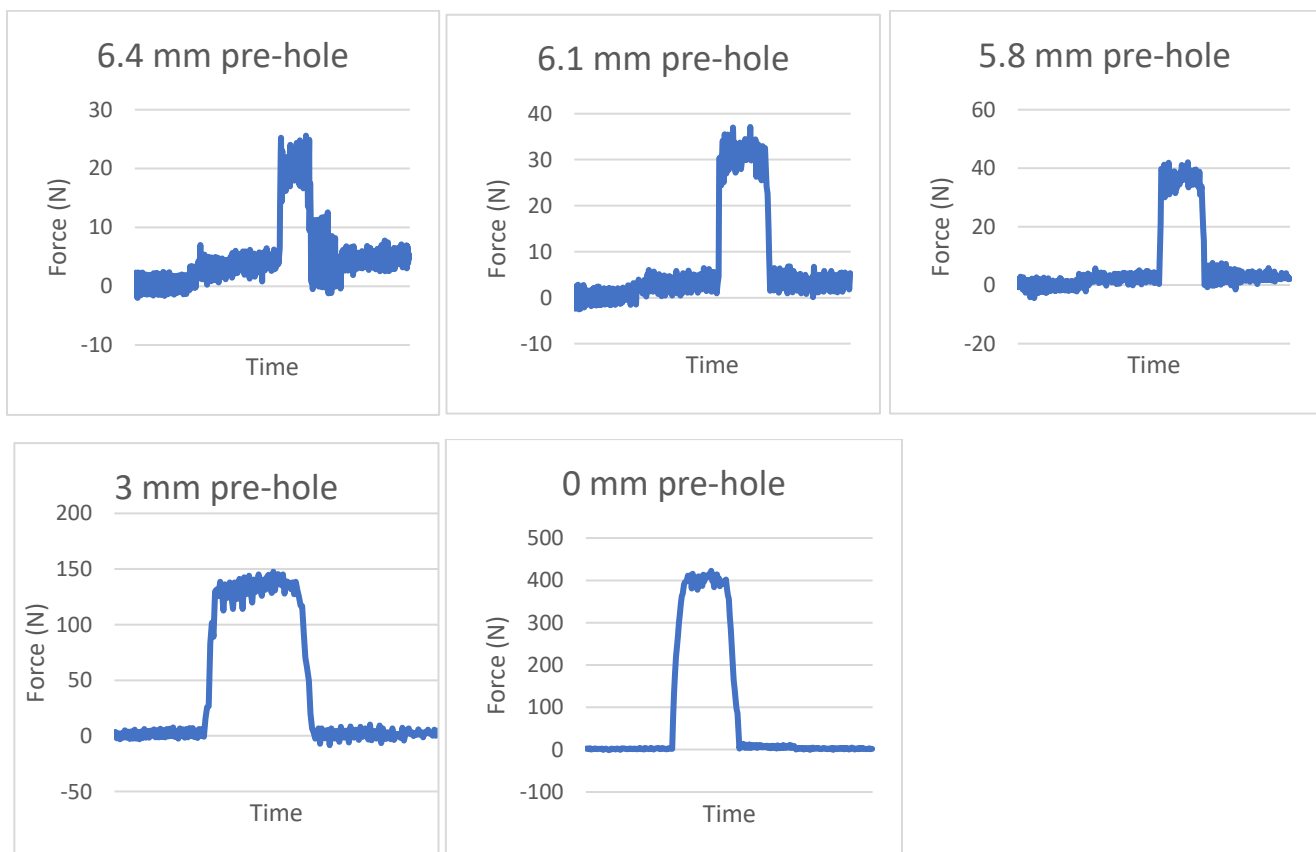 6.4 mm pre-hole
30
20
10
0
-10
Force (N)
Time
6.1 mm pre-hole
40
30
20
10
0
-10
Force (N)
Time
5.8 mm pre-hole
60
40
20
0
-20
Force (N)
Time
3 mm pre-hole
200
150
100
50
0
-50
Force (N)
Time
0 mm pre-hole
500
400
300
200
100
0
-100
Force (N)
Time